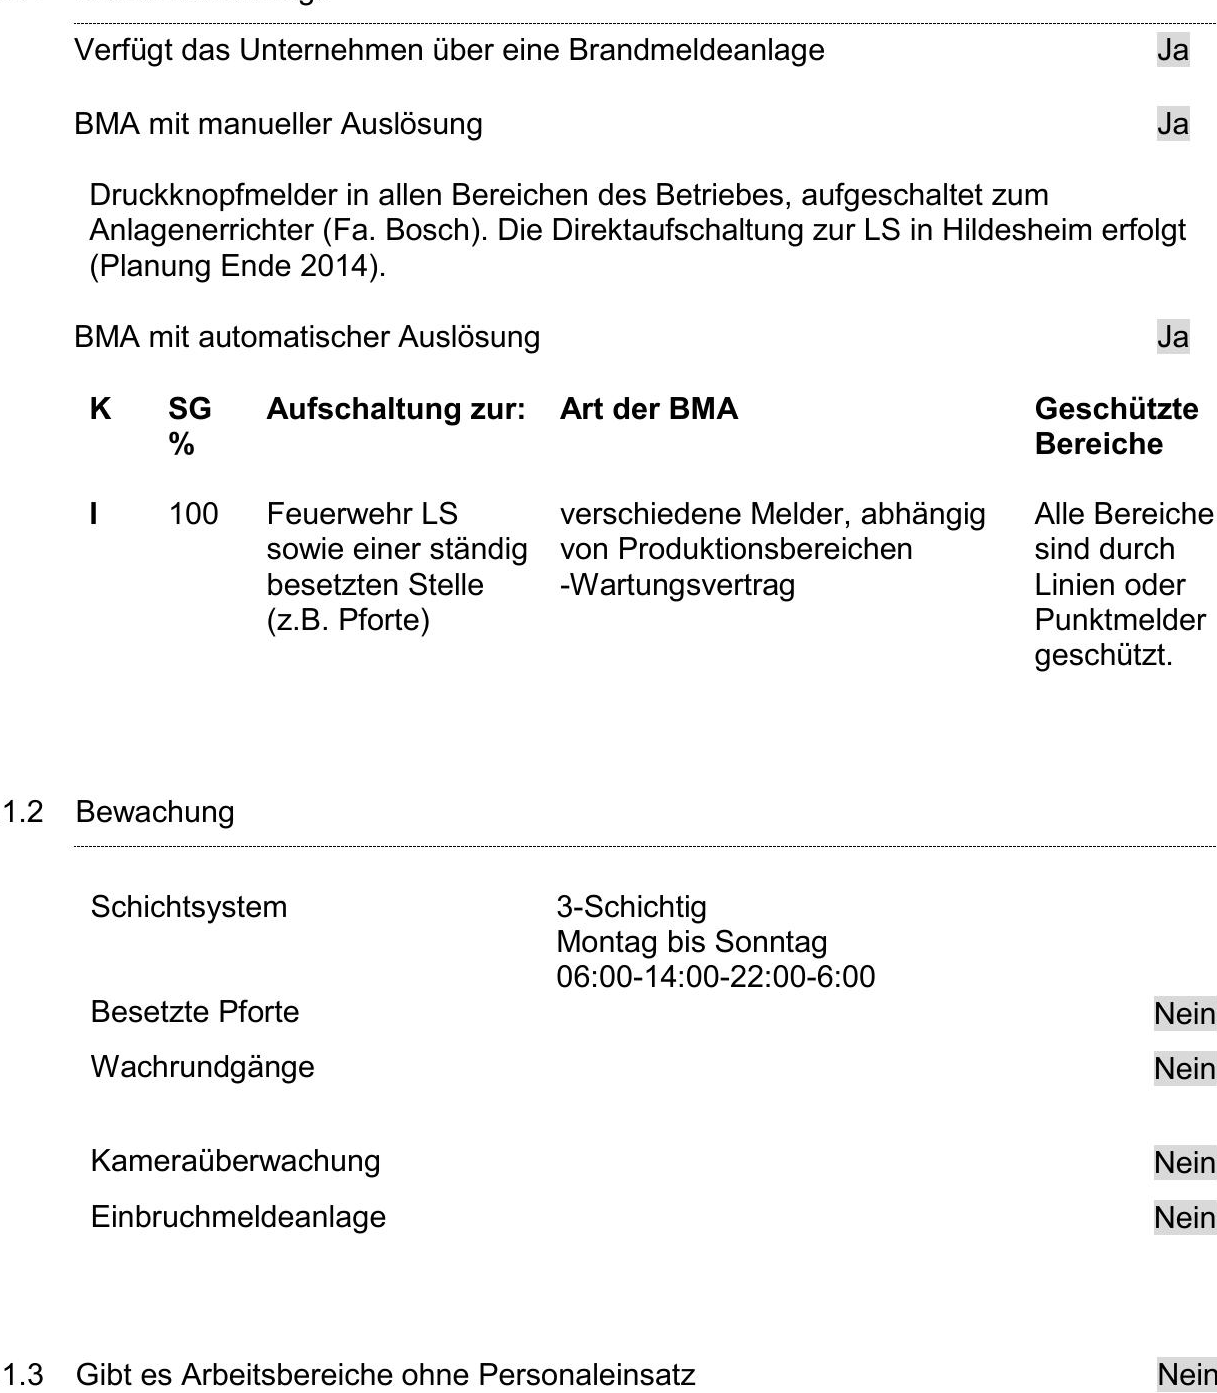 Verfügt das Unternehmen über eine Brandmeldeanlage Ja
BMA mit manueller Auslösung Ja
Druckknopfmelder in allen Bereichen des Betriebes, aufgeschaltet zum
Anlagenerrichter (Fa. Bosch). Die Direktaufschaltung zur LS in Hildesheim erfolgt
(Planung Ende 2014).
BMA mit automatischer Auslösung Ja
K SG Aufschaltung zur: Art der BMA Geschützte
% Bereiche
I 100 Feuerwehr LS verschiedene Melder, abhängig Alle Bereiche
sowie einer ständig von Produktionsbereichen sind durch
besetzten Stelle -Wartungsvertrag Linien oder
(z.B. Pforte) Punktmelder
geschützt.
1.2 Bewachung
Schichtsystem 3-Schichtig
Montag bis Sonntag
06:00-14:00-22:00-6:00
Besetzte Pforte Nein
Wachrundgänge Nein
Kameraüberwachung Nein
Einbruchmeldeanlage Nein
1.3 Gibt es Arbeitsbereiche ohne Personaleinsatz Nein